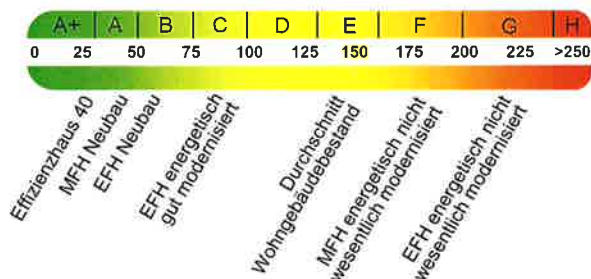 A+ A B C D E F G H
0 25 50 75 100 125 150 175 200 225 >250
Effizienzhaus 40
MFH Neubau
EFH Neubau
EFH energetisch
gut modernisiert
Durchschnitt
Wohngebäudebestand
MFH energetisch nicht
wesentlich modernisiert
EFH energetisch nicht
wesentlich modernisiert